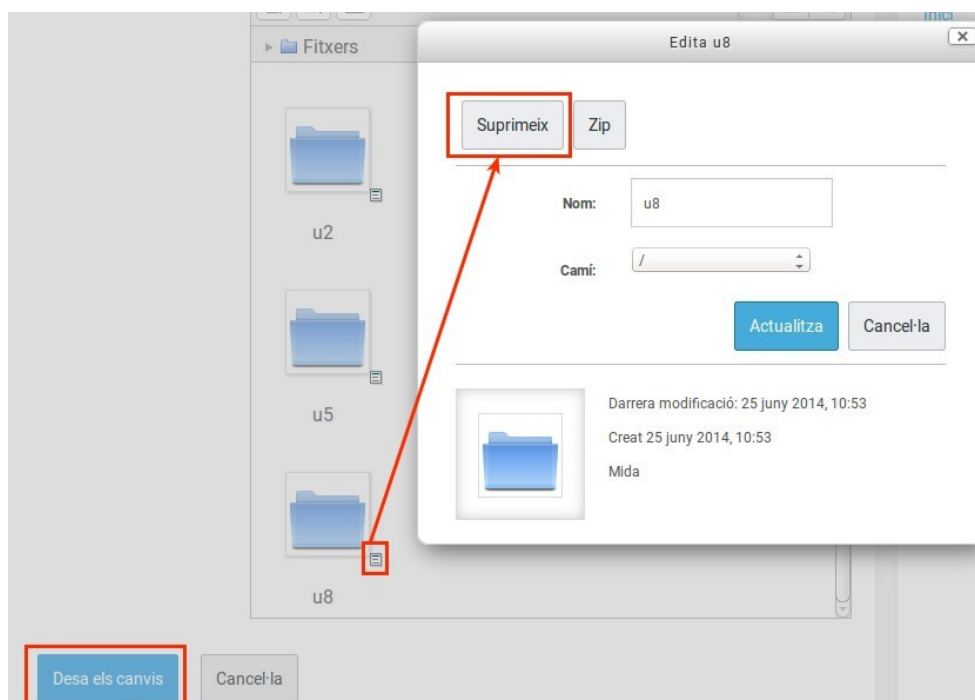 Inici
Fitxers
Edita u8
Suprimeix
Zip
u2
Nom:
u8
Camí:
/
Actualitza
Cancel·la
u5
Darrera modificació: 25 juny 2014, 10:53
Creat 25 juny 2014, 10:53
Mida
u8
Desa els canvis
Cancel·la